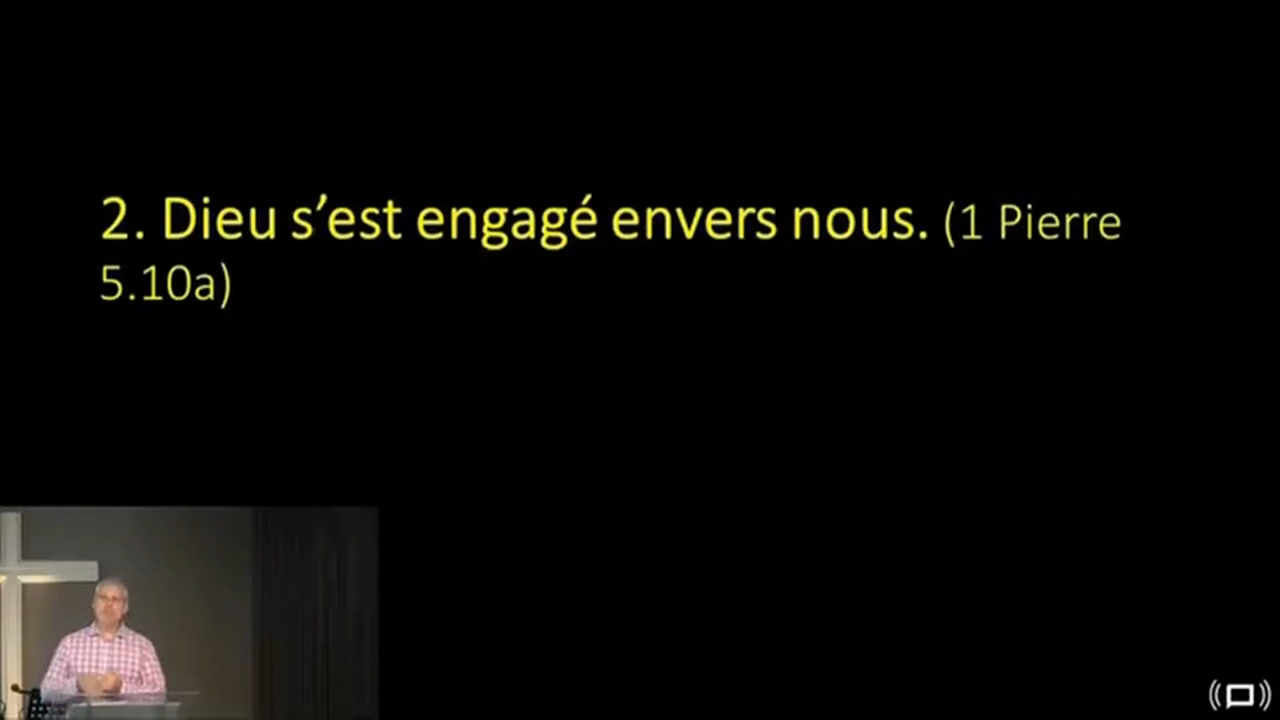 2. Dieu s’est engagé envers nous. (1 Pierre
5.10a)